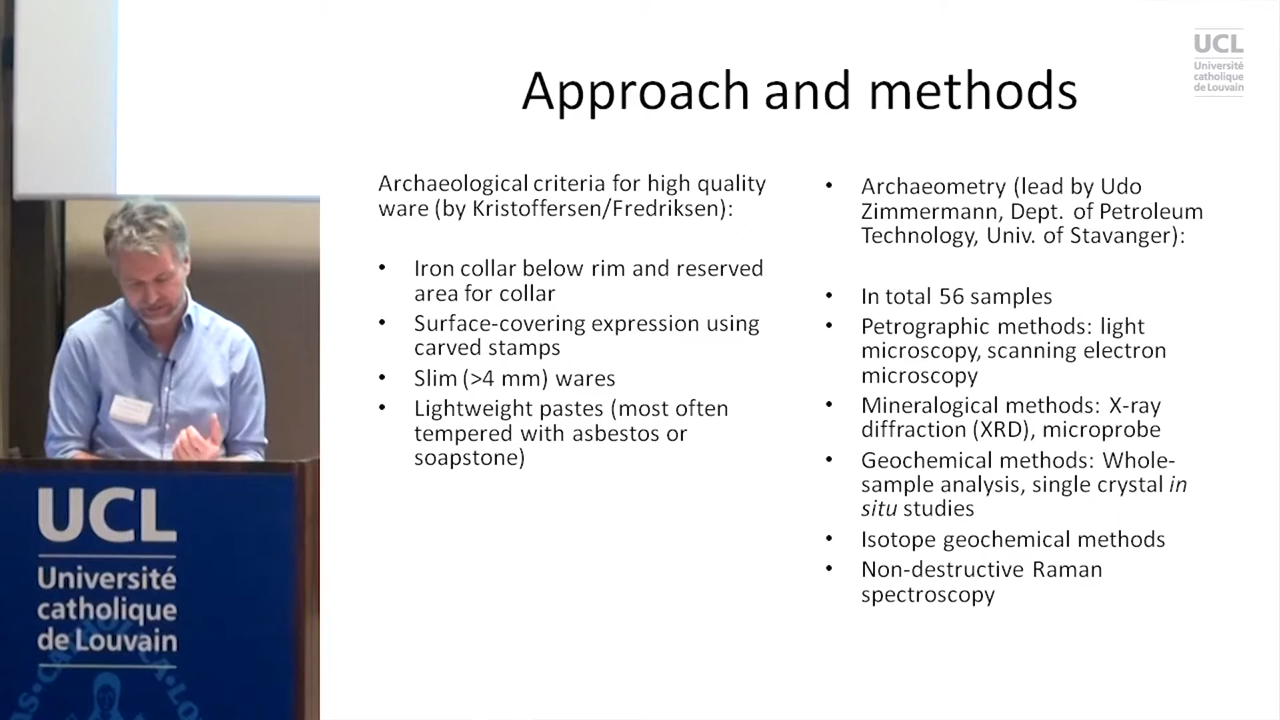 UCL
Université
catholique
de Louvain
Approach and methods
Archaeological criteria for high quality
ware (by Kristoffersen/Fredriksen):
• Iron collar below rim and reserved
area for collar
• Surface-covering expression using
carved stamps
• Slim (>4 mm) wares
• Lightweight pastes (most often
tempered with asbestos or
soapstone)
• Archaeometry (lead by Udo
Zimmermann, Dept. of Petroleum
Technology, Univ. of Stavanger):
• In total 56 samples
• Petrographic methods: light
microscopy, scanning electron
microscopy
• Mineralogical methods: X-ray
diffraction (XRD), microprobe
• Geochemical methods: Whole-
sample analysis, single crystal in
situ studies
• Isotope geochemical methods
• Non-destructive Raman
spectroscopy
UCL
Université
catholique
de Louvain